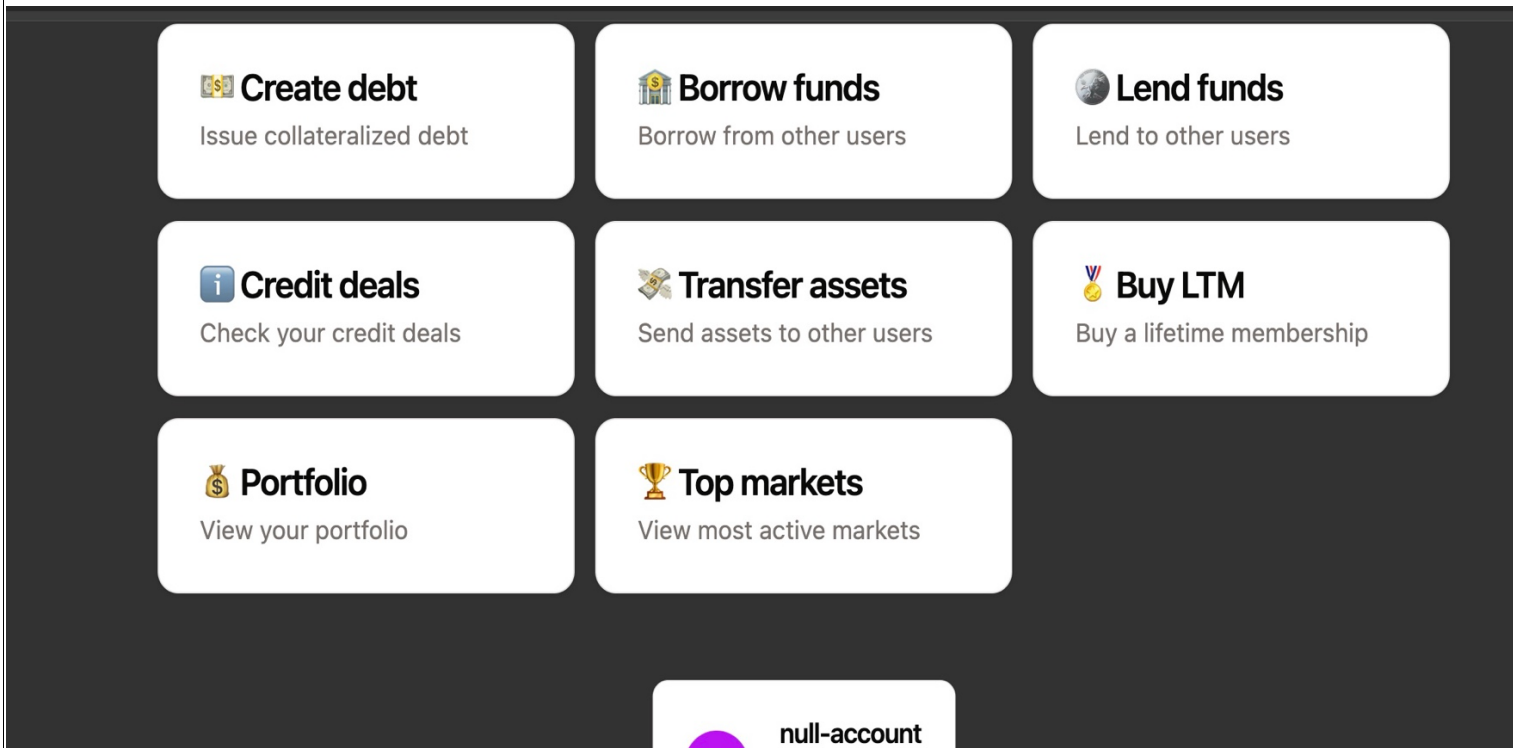 Create debt
Issue collateralized debt
Borrow funds
Borrow from other users
Lend funds
Lend to other users
Credit deals
Check your credit deals
Transfer assets
Send assets to other users
Buy LTM
Buy a lifetime membership
Portfolio
View your portfolio
Top markets
View most active markets
null-account